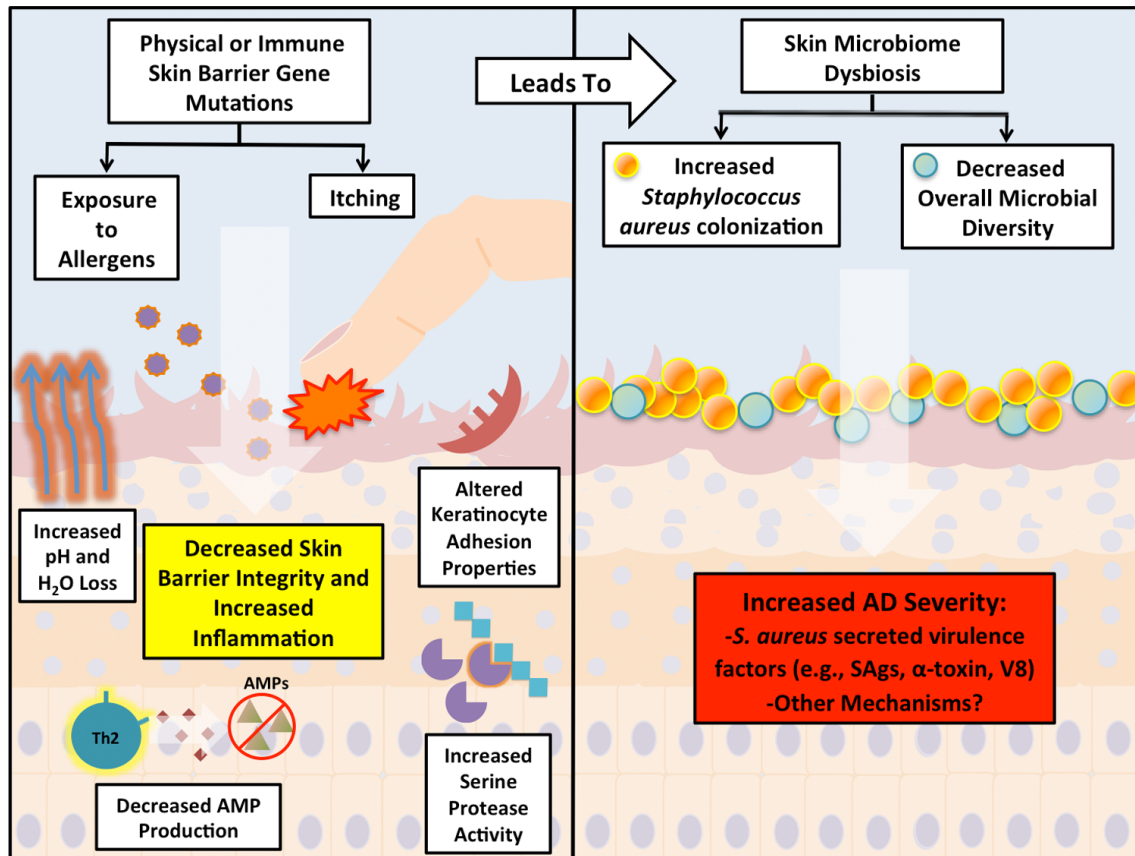 Physical or Immune
Skin Barrier Gene
Mutations
Exposure
to
Allergens
Itching
Increased
pH and
H₂O Loss
Decreased Skin
Barrier Integrity and
Increased
Inflammation
Altered
Keratinocyte
Adhesion
Properties
AMPs
Th2
Decreased AMP
Production
Increased
Serine
Protease
Activity
Leads To
Skin Microbiome
Dysbiosis
Increased
Staphylococcus
aureus colonization
Decreased
Overall Microbial
Diversity
Increased AD Severity:
-S. aureus secreted virulence
factors (e.g., SAgs, α-toxin, V8)
-Other Mechanisms?